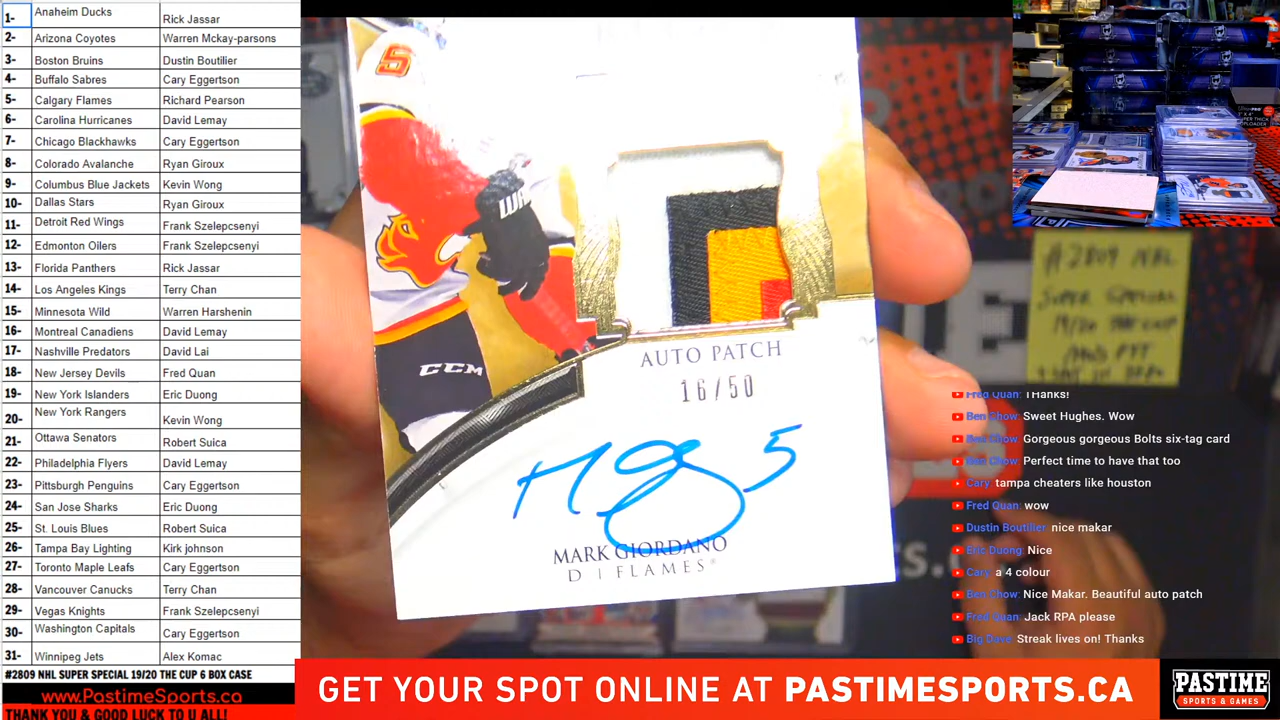 1- Anaheim Ducks Rick Jassar
2- Arizona Coyotes Warren Mckay-parsons
3- Boston Bruins Dustin Boutilier
4- Buffalo Sabres Cary Eggertson
5- Calgary Flames Richard Pearson
6- Carolina Hurricanes David Lemay
7- Chicago Blackhawks Cary Eggertson
8- Colorado Avalanche Ryan Giroux
9- Columbus Blue Jackets Kevin Wong
10- Dallas Stars Ryan Giroux
11- Detroit Red Wings Frank Szelepcsenyi
12- Edmonton Oilers Frank Szelepcsenyi
13- Florida Panthers Rick Jassar
14- Los Angeles Kings Terry Chan
15- Minnesota Wild Warren Harshenin
16- Montreal Canadiens David Lemay
17- Nashville Predators David Lai
18- New Jersey Devils Fred Quan
19- New York Islanders Eric Duong
20- New York Rangers Kevin Wong
21- Ottawa Senators Robert Suica
22- Philadelphia Flyers David Lemay
23- Pittsburgh Penguins Cary Eggertson
24- San Jose Sharks Eric Duong
25- St. Louis Blues Robert Suica
26- Tampa Bay Lighting Kirk johnson
27- Toronto Maple Leafs Cary Eggertson
28- Vancouver Canucks Terry Chan
29- Vegas Knights Frank Szelepcsenyi
30- Washington Capitals Cary Eggertson
31- Winnipeg Jets Alex Komac
#2809 NHL SUPER SPECIAL 19/20 THE CUP 6 BOX CASE
www.PastimeSports.ca
THANK YOU & GOOD LUCK TO U ALL!
5
CCM
AUTO PATCH
16/50
5
MARK GIORDANO
D | FLAMES
#2809 NHL
SUPER SPECIAL
Fred Quan: THanks!
Ben Chow: Sweet Hughes. Wow
Ben Chow: Gorgeous gorgeous Bolts six-tag card
Ben Chow: Perfect time to have that too
Cary: tampa cheaters like houston
Fred Quan: wow
Dustin Boutilier: nice makar
Eric Duong: Nice
Cary: a 4 colour
Ben Chow: Nice Makar. Beautiful auto patch
Fred Quan: Jack RPA please
Big Dave: Streak lives on! Thanks
GET YOUR SPOT ONLINE AT PASTIMESPORTS.CA
PASTIME
SPORTS & GAMES